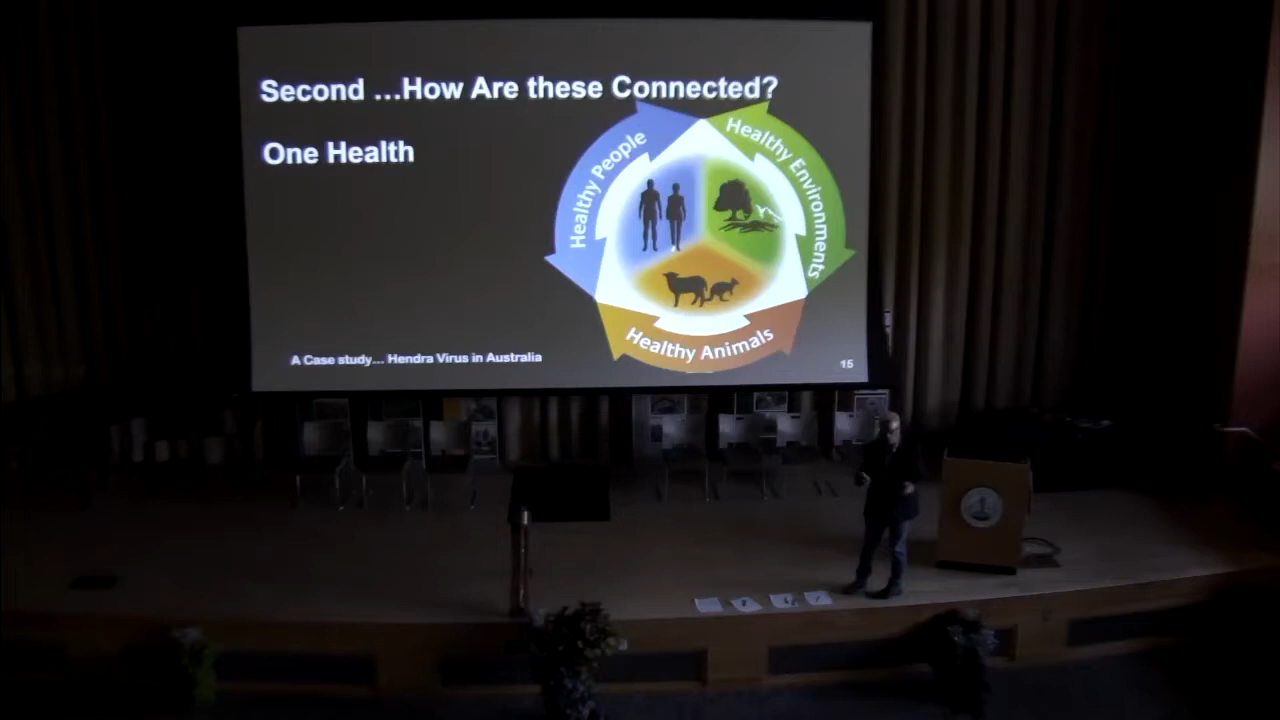 Second ...How Are these Connected?
One Health
Healthy People
Healthy Environments
Healthy Animals
A Case study... Hendra Virus in Australia
15